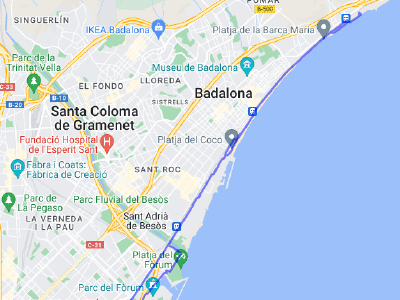 SINGUERLÍN
IKEA Badalona
POMAR
B-500
Platja de la Barca Maria
C-33
Parc de la
Trinitat Vella
LLOREDA
Museu de Badalona
EL FONDO
B-10
B-20
SISTRELLS
Badalona
Santa Coloma
de Gramenet
Fundació Hospital
de l'Esperit Sant
Platja del Coco
Fàbra i Coats:
Fàbrica de Creació
SANT ROC
Parc de
La Pegaso
Parc Fluvial del Besòs
LA VERNEDA
I LA PAU
Sant Adrià
de Besòs
C-31
Platja del
Fòrum
Parc del Fòrum